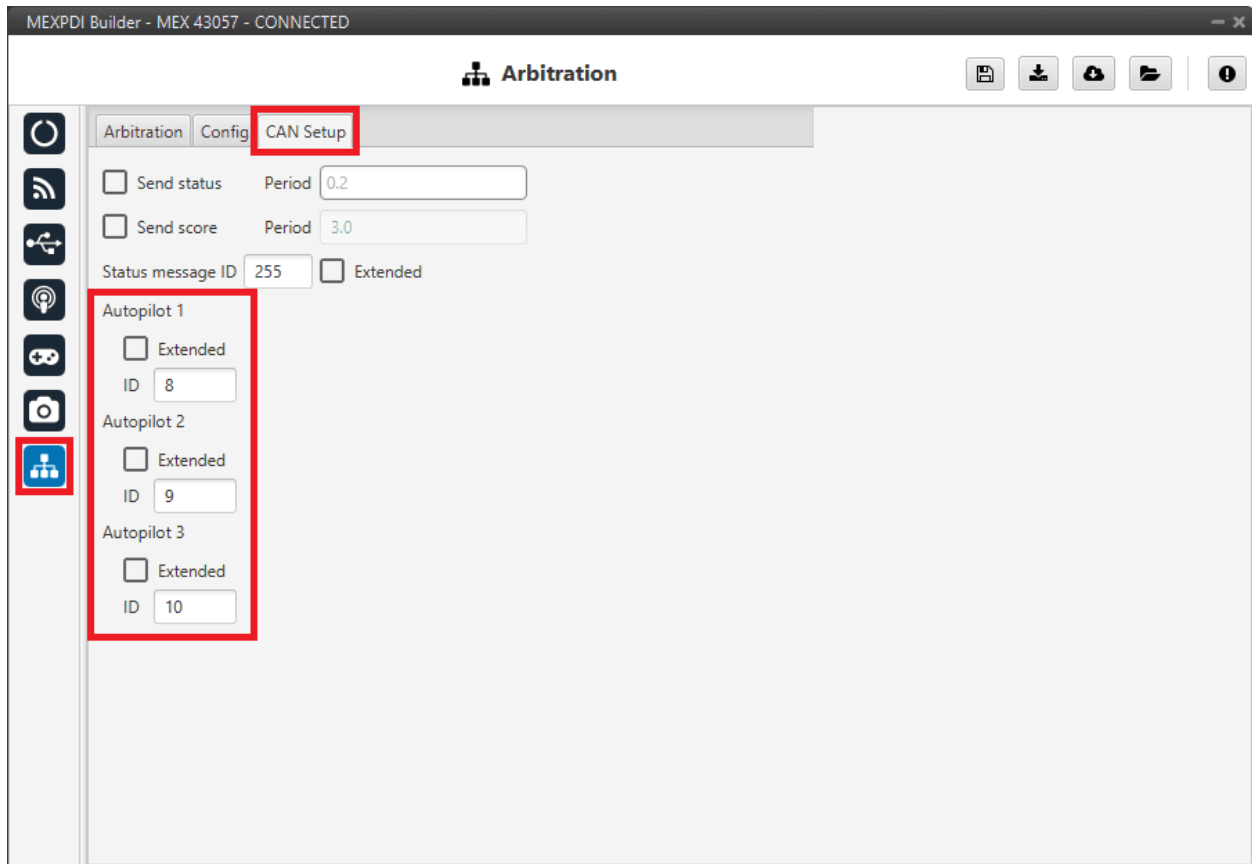 MEXPDI Builder - MEX 43057 - CONNECTED
Arbitration
Arbitration Config CAN Setup
Send status Period 0.2
Send score Period 3.0
Status message ID 255 Extended
Autopilot 1
Extended
ID 8
Autopilot 2
Extended
ID 9
Autopilot 3
Extended
ID 10